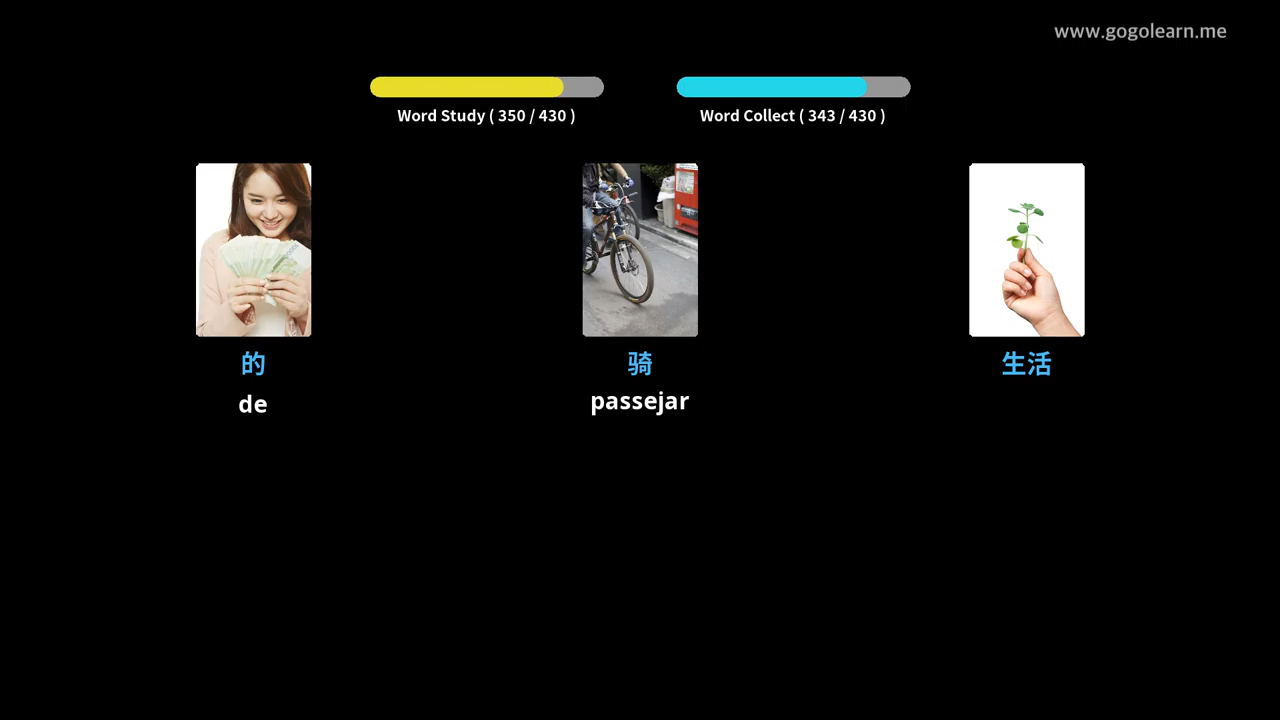 www.gogolearn.me
Word Study ( 350 / 430 )
Word Collect ( 343 / 430 )
的
骑
生活
de
passejar